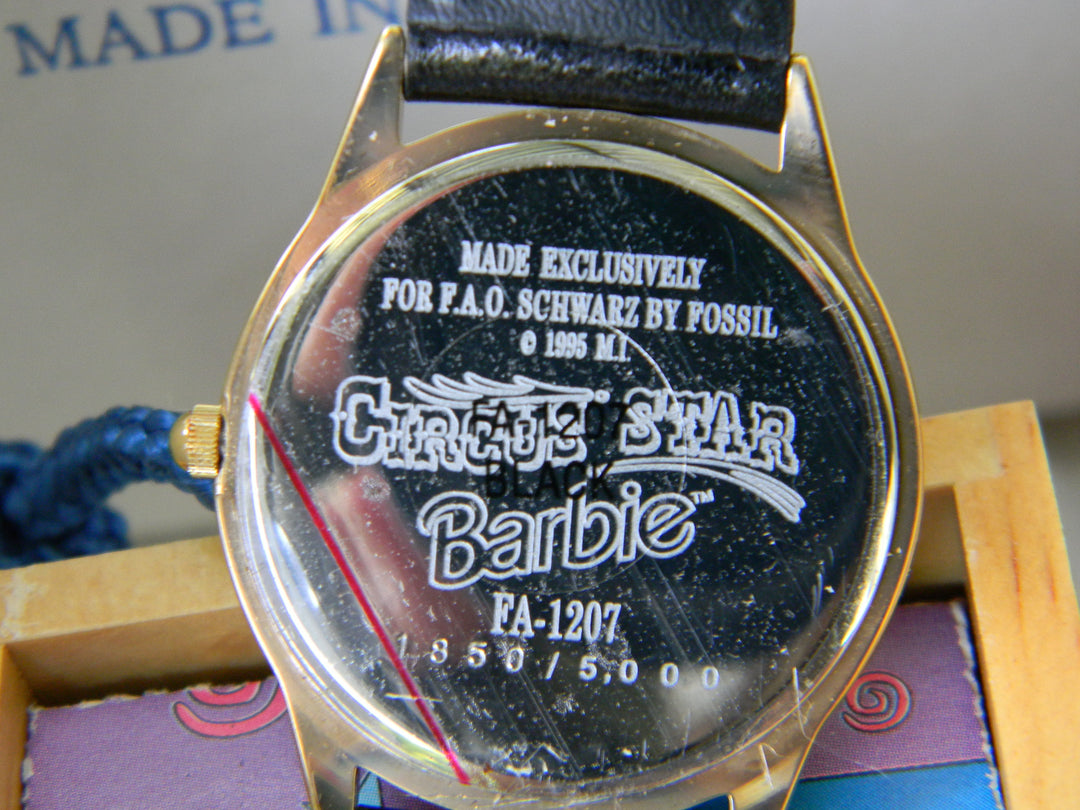 MADE IN
MADE EXCLUSIVELY
FOR F.A.O. SCHWARZ BY FOSSIL
© 1995 M.I.
CIRCUS STAR
FA-1207
BLACK
Barbie™
FA-1207
1850/5,000